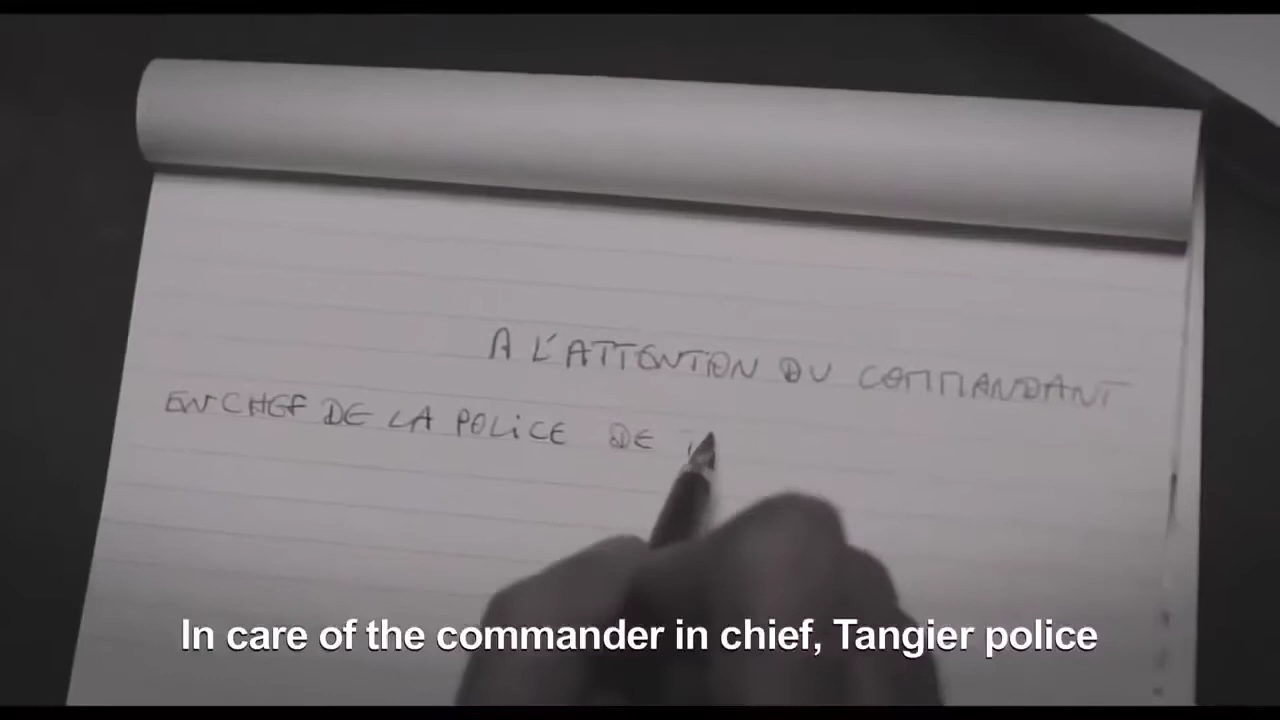 A L'ATTENTION DU COMMANDANT
EN CHEF DE LA POLICE DE
In care of the commander in chief, Tangier police